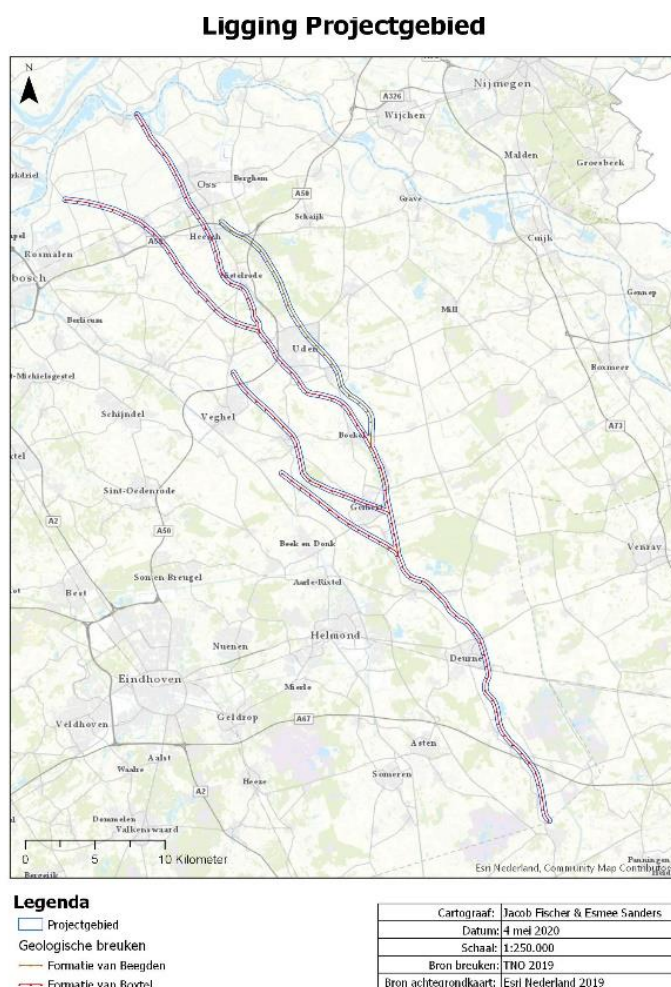 Ligging Projectgebied
N
Nijmegen
A326
Wijchen
Malden
Groesbeek
Oss
Berghem
A50
Schaijk
Grave
Cuijk
Heesch
A59
Rosmalen
bosch
Gennep
Mill
Berlicum
Uden
Boxmeer
Schijndel
Veghel
A73
Boekel
Sint-Oedenrode
Gemert
A2
A50
Beek en Donk
Venray
Son en Breugel
Aarle-Rixtel
Best
Nuenen
Helmond
Deurne
Eindhoven
Mierlo
Geldrop
A67
Veldhoven
Asten
Aalst
Waalre
Someren
Heeze
A2
Dommelen
Valkenswaard
0 5 10 Kilometer
Esri Nederland, Community Map Contributors
Panningen
Bergeijk
Legenda
Projectgebied
Geologische breuken
Formatie van Beegden
Formatie van Boxtel
Cartograaf: Jacob Fischer & Esmee Sanders
Datum: 4 mei 2020
Schaal: 1:250.000
Bron breuken: TNO 2019
Bron achtegrondkaart: Esri Nederland 2019